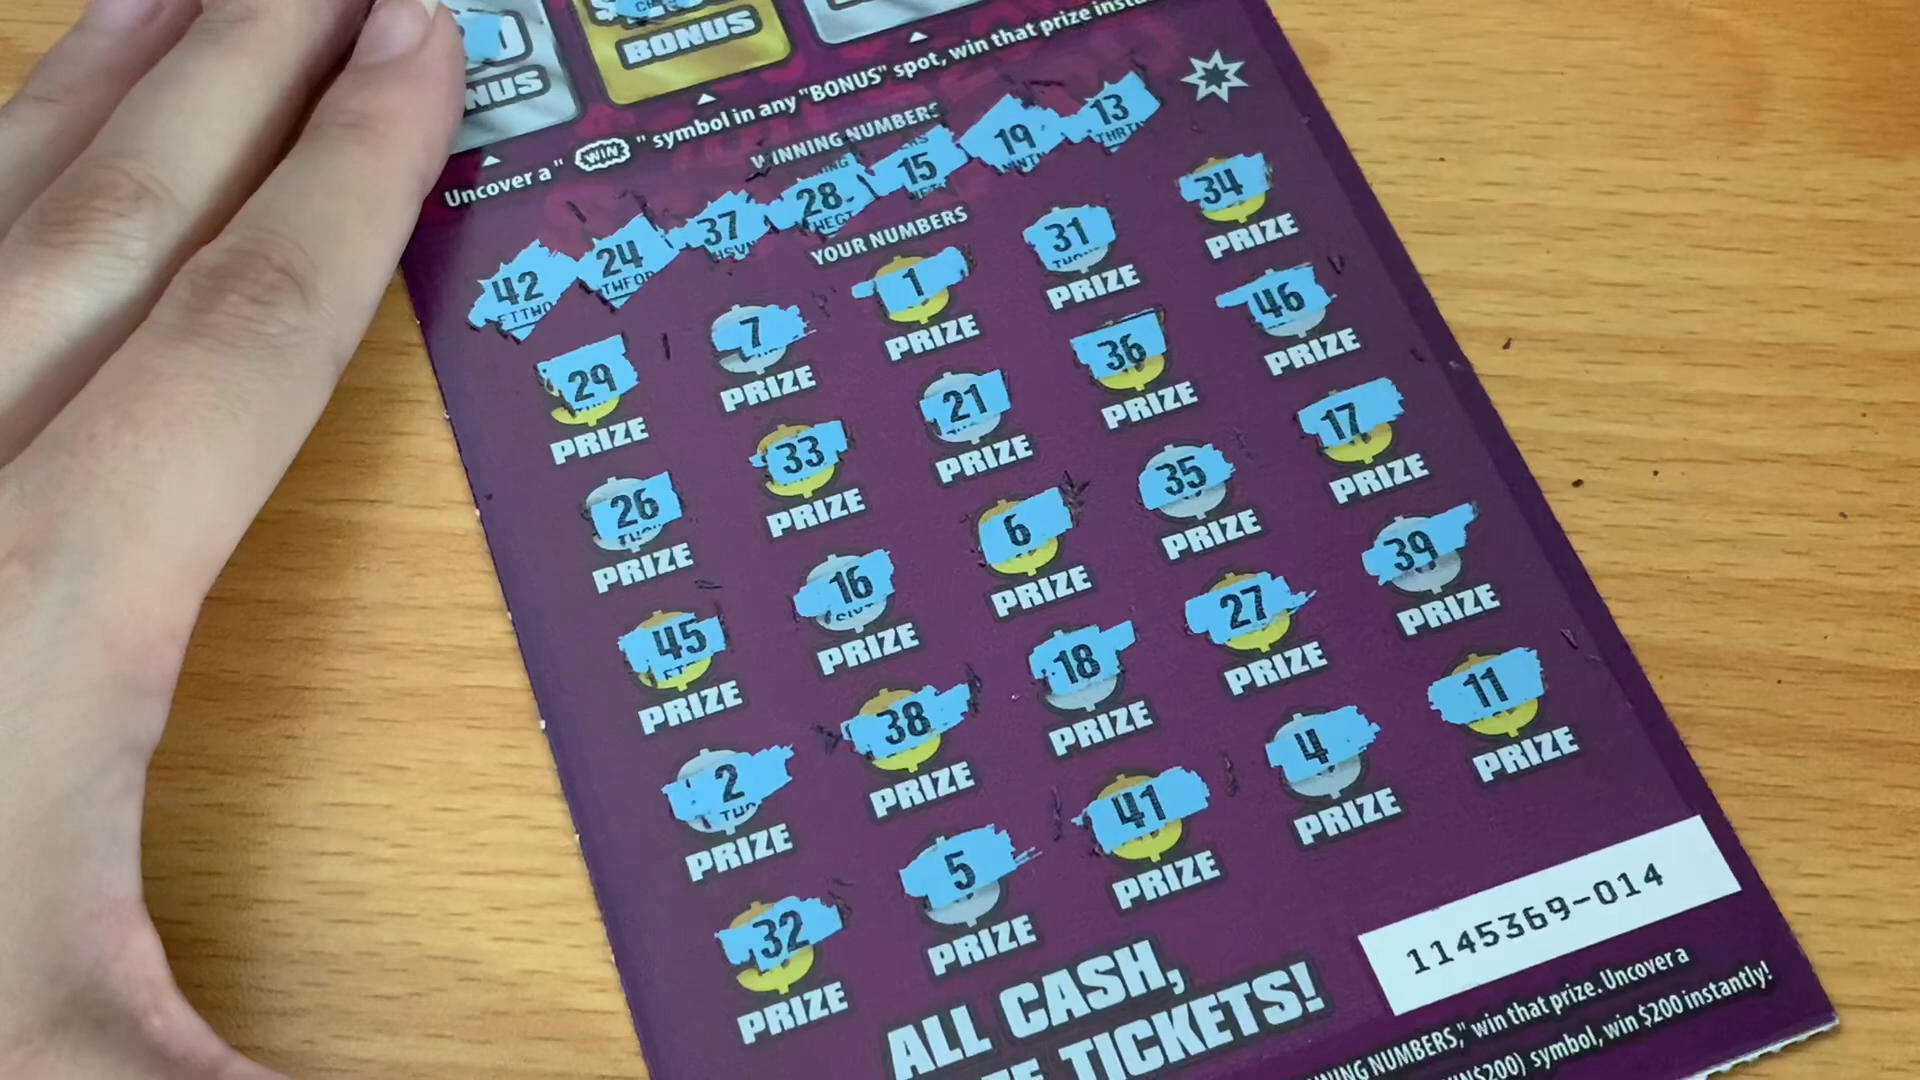 BONUS
NUS
Uncover a " WIN " symbol in any "BONUS" spot, win that prize
WINNING NUMBERS
42 24 37 28 15 19 13
YOUR NUMBERS
29 7 1 31 34
PRIZE PRIZE PRIZE PRIZE PRIZE
26 33 21 36 46
PRIZE PRIZE PRIZE PRIZE PRIZE
45 16 6 35 17
PRIZE PRIZE PRIZE PRIZE PRIZE
2 38 18 27 39
PRIZE PRIZE PRIZE PRIZE PRIZE
32 5 41 4 11
PRIZE PRIZE PRIZE PRIZE PRIZE
ALL CASH,
TICKETS!
1145369-014
NUMBERS," win that prize. Uncover a
symbol, win $200 instantly!